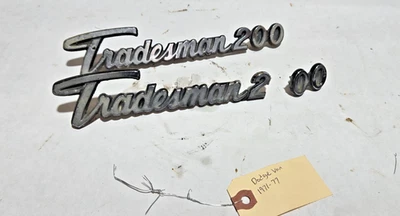 Tradesman 200
Tradesman 2 00
Dodge Van
1971-77